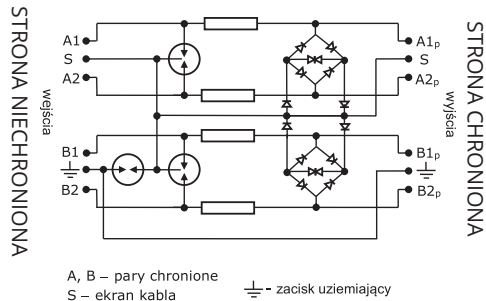 STRONA NIECHRONIONA
wejścia
A1
S
A2
B1
B2
A1p
S
A2p
B1p
B2p
wyjścia
STRONA CHRONIONA
A, B – pary chronione
S – ekran kabla
- zacisk uziemiający